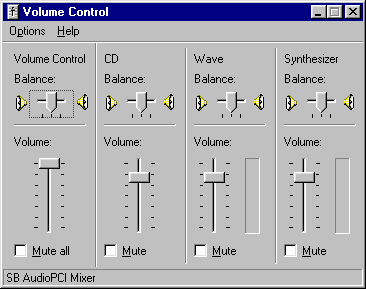 Volume Control
Options Help
Volume Control CD Wave Synthesizer
Balance: Balance: Balance: Balance:
Volume: Volume: Volume: Volume:
Mute all Mute Mute Mute
SB AudioPCI Mixer